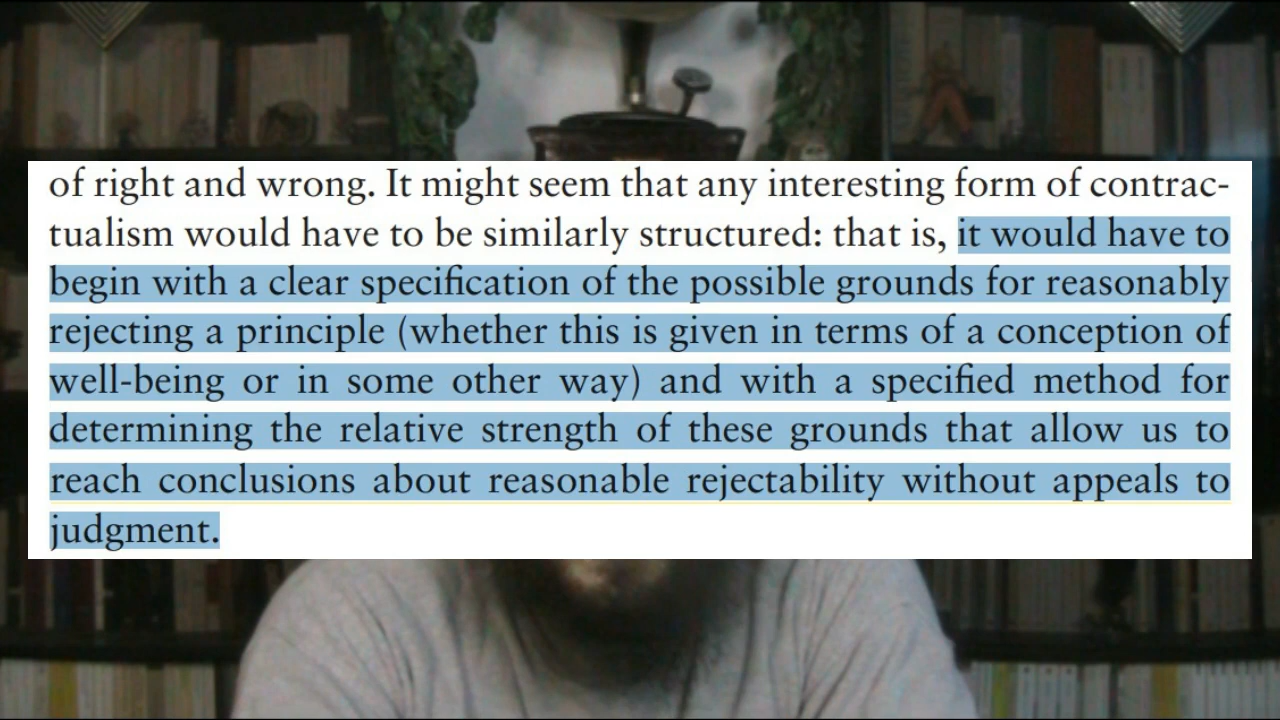 of right and wrong. It might seem that any interesting form of contrac-
tualism would have to be similarly structured: that is, it would have to
begin with a clear specification of the possible grounds for reasonably
rejecting a principle (whether this is given in terms of a conception of
well-being or in some other way) and with a specified method for
determining the relative strength of these grounds that allow us to
reach conclusions about reasonable rejectability without appeals to
judgment.